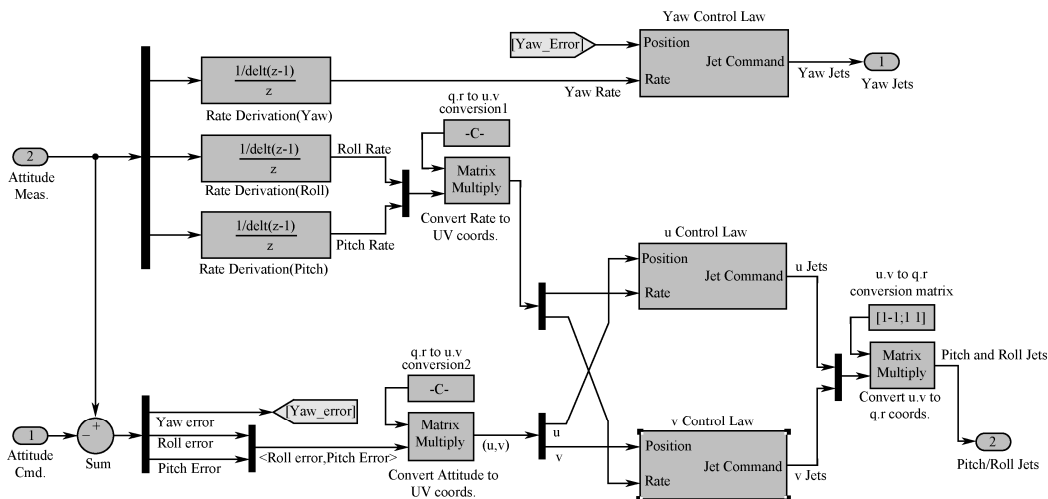 Yaw Control Law
[Yaw_Error]
Position
Jet Command
Rate
Yaw Jets
1
Yaw Jets
1/delt(z-1)
z
Rate Derivation(Yaw)
Yaw Rate
q.r to u.v
conversion1
-C-
2
Attitude
Meas.
1/delt(z-1)
z
Rate Derivation(Roll)
Roll Rate
Matrix
Multiply
Convert Rate to
UV coords.
1/delt(z-1)
z
Rate Derivation(Pitch)
Pitch Rate
u Control Law
Position
Jet Command
Rate
u Jets
u.v to q.r
conversion matrix
[1-1;1 1]
Matrix
Multiply
Convert u.v to
q.r coords.
Pitch and Roll Jets
2
Pitch/Roll Jets
q.r to u.v
conversion2
-C-
Matrix
Multiply
Convert Attitude to
UV coords.
(u,v)
u
v
v Control Law
Position
Jet Command
Rate
v Jets
1
Attitude
Cmd.
+
−
Sum
Yaw error
[Yaw_error]
Roll error
Pitch Error
<Roll error,Pitch Error>